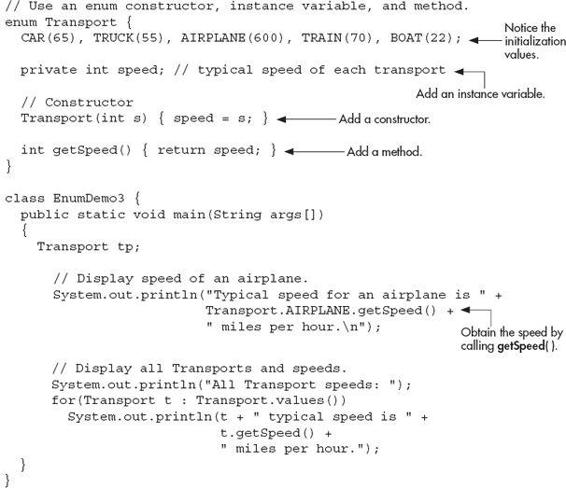 // Use an enum constructor, instance variable, and method.
enum Transport {
CAR(65), TRUCK(55), AIRPLANE(600), TRAIN(70), BOAT(22);
Notice the
initialization
values.
private int speed; // typical speed of each transport
Add an instance variable.
// Constructor
Transport(int s) { speed = s; }
Add a constructor.
int getSpeed() { return speed; }
Add a method.
}
class EnumDemo3 {
public static void main(String args[])
{
Transport tp;
// Display speed of an airplane.
System.out.println("Typical speed for an airplane is " +
Transport.AIRPLANE.getSpeed() +
" miles per hour.\n");
Obtain the speed by
calling getSpeed( ).
// Display all Transports and speeds.
System.out.println("All Transport speeds: ");
for(Transport t : Transport.values())
System.out.println(t + " typical speed is " +
t.getSpeed() +
" miles per hour.");
}
}